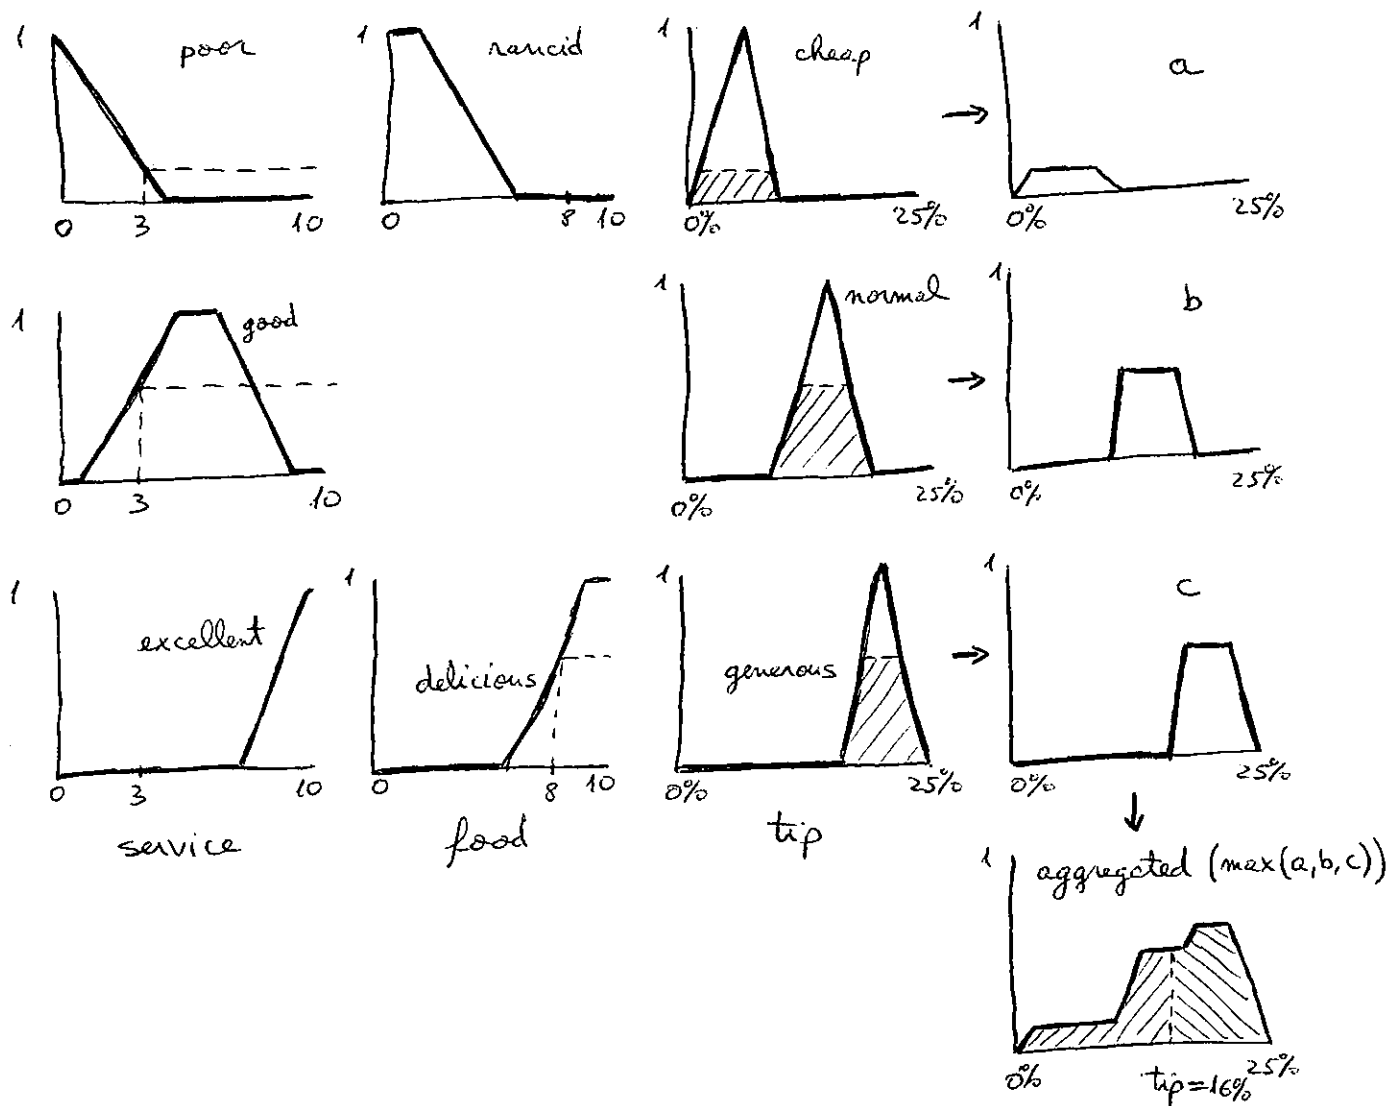 1 poor
0 3 10
1 rancid
0 8 10
1 cheap
0% 25%
1 a
0% 25%
1 good
0 3 10
1 normal
0% 25%
1 b
0% 25%
1 excellent
0 3 10
service
1 delicious
0 8 10
food
1 generous
0% 25%
tip
1 c
0% 25%
1 aggregated (max(a,b,c))
0% 25%
tip=16%